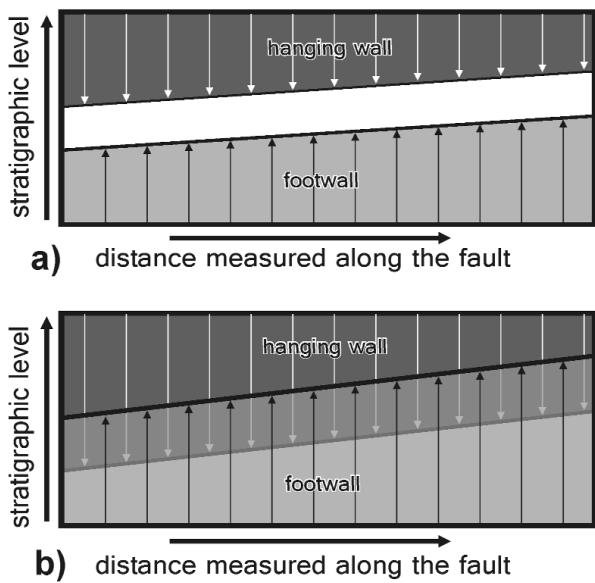 stratigraphic level
hanging wall
footwall
a)
distance measured along the fault
stratigraphic level
hanging wall
footwall
b)
distance measured along the fault